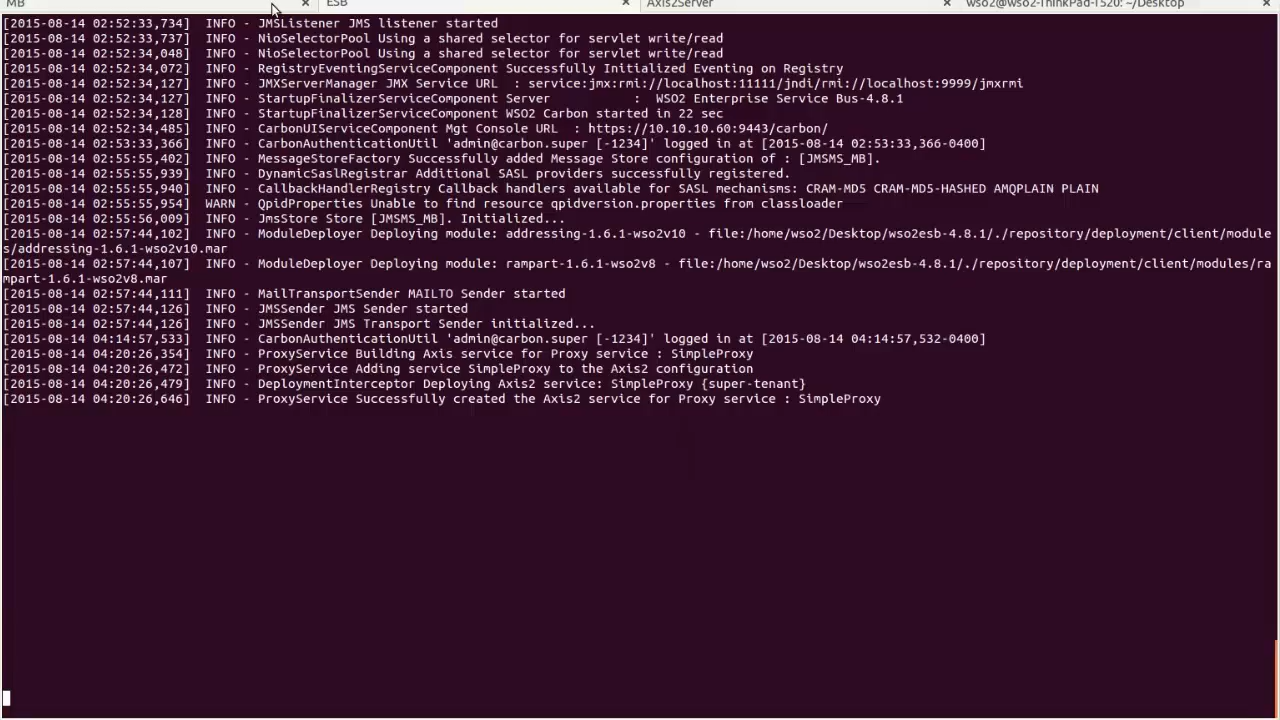 MB × ESB × Axis2Server × wso2@wso2-ThinkPad-T520: ~/Desktop ×
[2015-08-14 02:52:33,734]  INFO - JMSListener JMS listener started
[2015-08-14 02:52:33,737]  INFO - NioSelectorPool Using a shared selector for servlet write/read
[2015-08-14 02:52:34,048]  INFO - NioSelectorPool Using a shared selector for servlet write/read
[2015-08-14 02:52:34,072]  INFO - RegistryEventingServiceComponent Successfully Initialized Eventing on Registry
[2015-08-14 02:52:34,127]  INFO - JMXServerManager JMX Service URL  : service:jmx:rmi://localhost:11111/jndi/rmi://localhost:9999/jmxrmi
[2015-08-14 02:52:34,127]  INFO - StartupFinalizerServiceComponent Server           :  WSO2 Enterprise Service Bus-4.8.1
[2015-08-14 02:52:34,128]  INFO - StartupFinalizerServiceComponent WSO2 Carbon started in 22 sec
[2015-08-14 02:52:34,485]  INFO - CarbonUIServiceComponent Mgt Console URL  : https://10.10.10.60:9443/carbon/
[2015-08-14 02:53:33,366]  INFO - CarbonAuthenticationUtil 'admin@carbon.super [-1234]' logged in at [2015-08-14 02:53:33,366-0400]
[2015-08-14 02:55:55,402]  INFO - MessageStoreFactory Successfully added Message Store configuration of : [JMSMS_MB].
[2015-08-14 02:55:55,939]  INFO - DynamicSaslRegistrar Additional SASL providers successfully registered.
[2015-08-14 02:55:55,940]  INFO - CallbackHandlerRegistry Callback handlers available for SASL mechanisms: CRAM-MD5 CRAM-MD5-HASHED AMQPLAIN PLAIN
[2015-08-14 02:55:55,954]  WARN - QpidProperties Unable to find resource qpidversion.properties from classloader
[2015-08-14 02:55:56,009]  INFO - JmsStore Store [JMSMS_MB]. Initialized...
[2015-08-14 02:57:44,102]  INFO - ModuleDeployer Deploying module: addressing-1.6.1-wso2v10 - file:/home/wso2/Desktop/wso2esb-4.8.1/./repository/deployment/client/module
s/addressing-1.6.1-wso2v10.mar
[2015-08-14 02:57:44,107]  INFO - ModuleDeployer Deploying module: rampart-1.6.1-wso2v8 - file:/home/wso2/Desktop/wso2esb-4.8.1/./repository/deployment/client/modules/ra
mpart-1.6.1-wso2v8.mar
[2015-08-14 02:57:44,111]  INFO - MailTransportSender MAILTO Sender started
[2015-08-14 02:57:44,126]  INFO - JMSSender JMS Sender started
[2015-08-14 02:57:44,126]  INFO - JMSSender JMS Transport Sender initialized...
[2015-08-14 04:14:57,533]  INFO - CarbonAuthenticationUtil 'admin@carbon.super [-1234]' logged in at [2015-08-14 04:14:57,532-0400]
[2015-08-14 04:20:26,354]  INFO - ProxyService Building Axis service for Proxy service : SimpleProxy
[2015-08-14 04:20:26,472]  INFO - ProxyService Adding service SimpleProxy to the Axis2 configuration
[2015-08-14 04:20:26,479]  INFO - DeploymentInterceptor Deploying Axis2 service: SimpleProxy {super-tenant}
[2015-08-14 04:20:26,646]  INFO - ProxyService Successfully created the Axis2 service for Proxy service : SimpleProxy